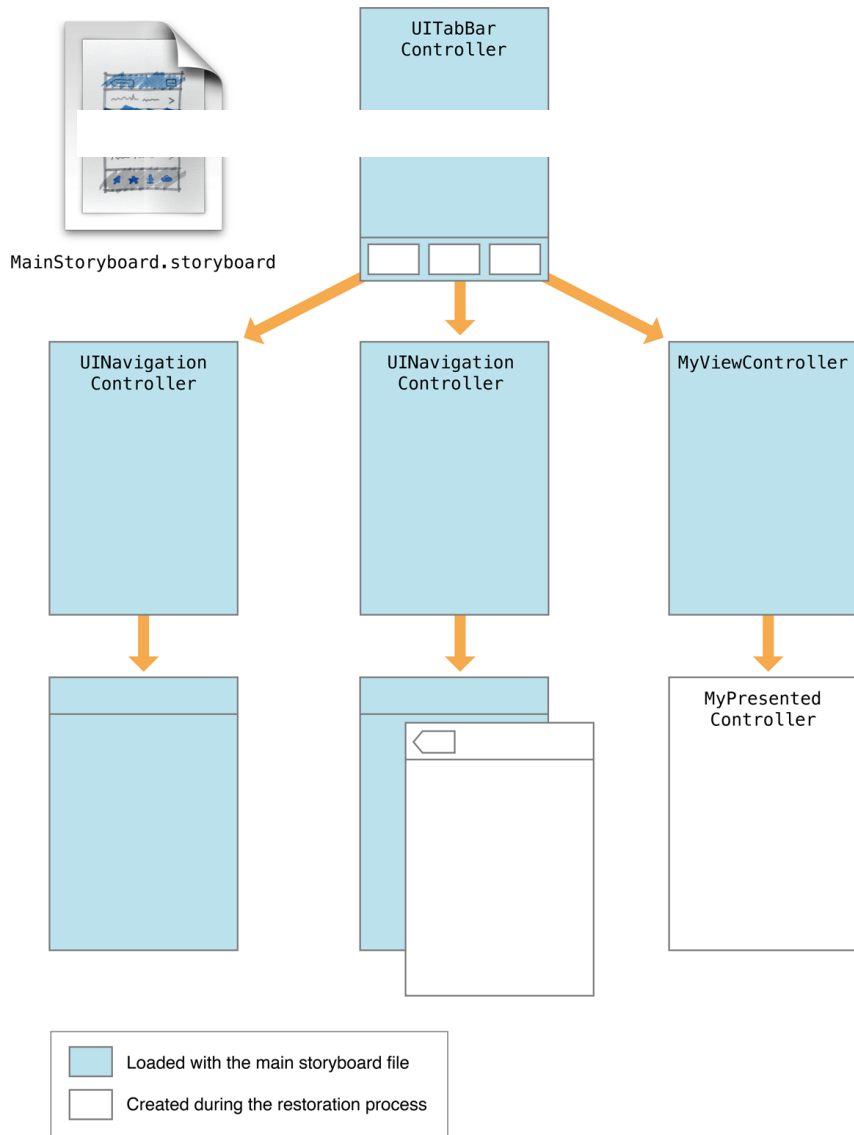 UITabBar
Controller
MainStoryboard.storyboard
UINavigation
Controller
UINavigation
Controller
MyViewController
MyPresented
Controller
Loaded with the main storyboard file
Created during the restoration process